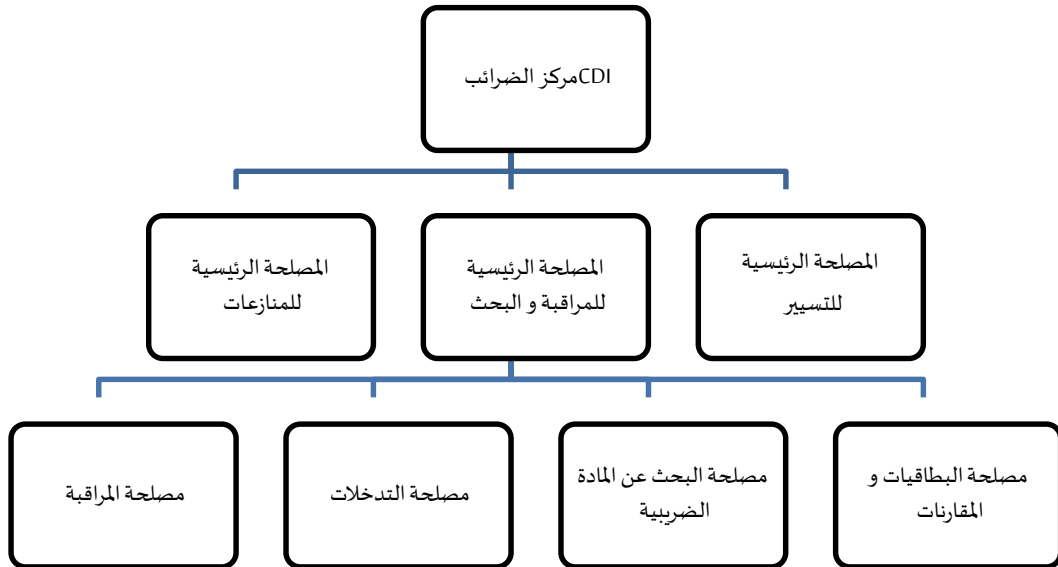 CDIمركز الضرائب
المصلحة الرئيسية
للتسيير
المصلحة الرئيسية
للمراقبة و البحث
المصلحة الرئيسية
للمنازعات
مصلحة البطاقيات و
المقارنات
مصلحة البحث عن المادة
الضريبية
مصلحة التدخلات
مصلحة المراقبة